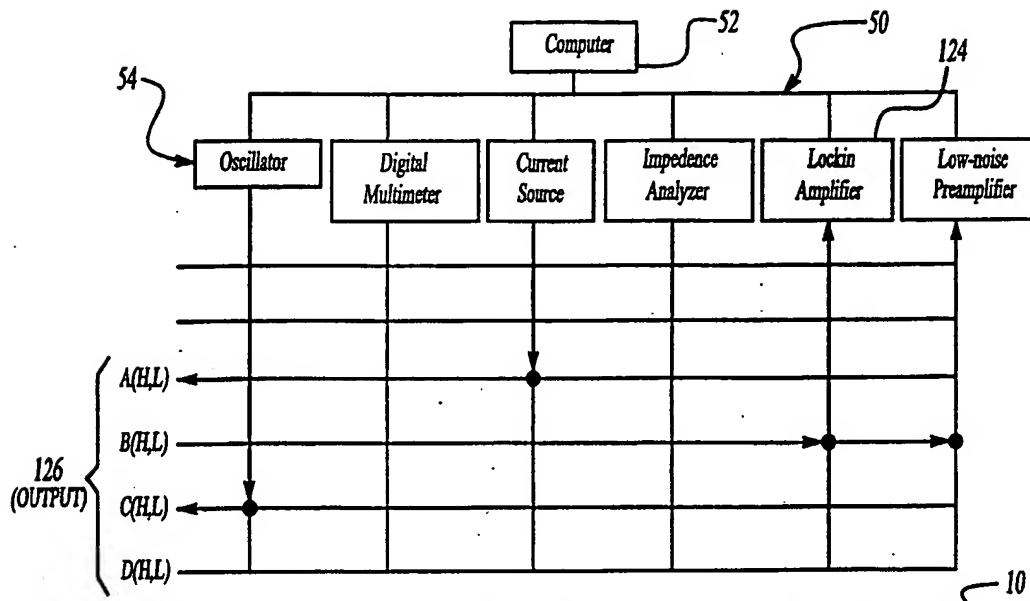 52
50
124
54
Computer
Oscillator
Digital
Multimeter
Current
Source
Impedence
Analyzer
Lockin
Amplifier
Low-noise
Preamplifier
A(H,L)
B(H,L)
126
(OUTPUT)
C(H,L)
D(H,L)
10